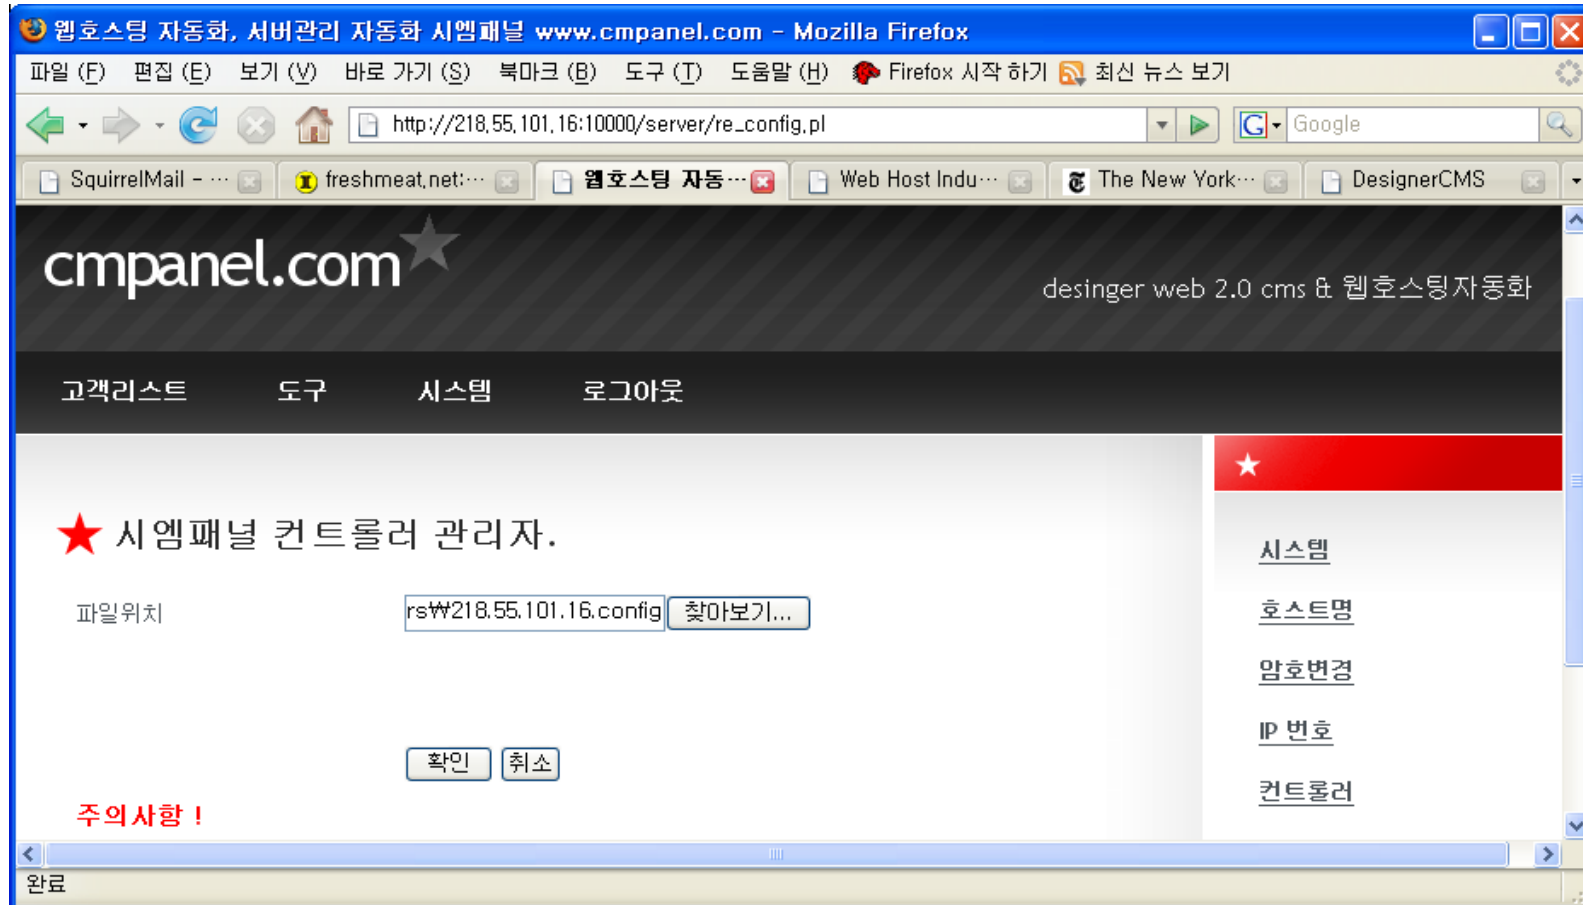 웹호스팅 자동화, 서버관리 자동화 시엠패널 www.cmpanel.com - Mozilla Firefox
파일 (F) 편집 (E) 보기 (V) 바로 가기 (S) 북마크 (B) 도구 (T) 도움말 (H) Firefox 시작 하기 최신 뉴스 보기
http://218.55.101.16:10000/server/re_config.pl G Google
SquirrelMail - ... freshmeat.net:... 웹호스팅 자동... Web Host Indu... The New York... DesignerCMS
cmpanel.com
desinger web 2.0 cms & 웹호스팅자동화
고객리스트 도구 시스템 로그아웃
시엠패널 컨트롤러 관리자.
파일위치 rs₩218.55.101.16.config 찾아보기...
확인 취소
주의사항 !
시스템
호스트명
암호변경
IP 번호
컨트롤러
완료